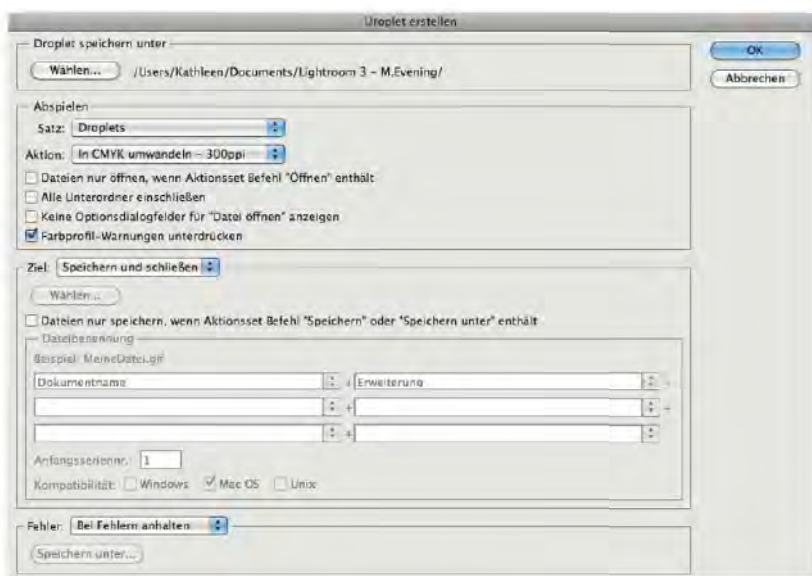 Droplet erstellen
Droplet speichern unter
Wählen... /Users/Kathleen/Documents/Lightroom 3 – M.Evening/
OK
Abbrechen
Abspielen
Satz: Droplets
Aktion: In CMYK umwandeln – 300ppi
Dateien nur öffnen, wenn Aktionsset Befehl "Öffnen" enthält
Alle Unterordner einschließen
Keine Optionsdialogfelder für "Datei öffnen" anzeigen
Farbprofil-Warnungen unterdrücken
Ziel: Speichern und schließen
Wählen...
Dateien nur speichern, wenn Aktionsset Befehl "Speichern" oder "Speichern unter" enthält
Dateibenennung
Beispiel: MeineDatei.gif
Dokumentname + Erweiterung +
+ +
+
Anfangsseriennr.: 1
Kompatibilität: Windows Mac OS Unix
Fehler: Bei Fehlern anhalten
Speichern unter...